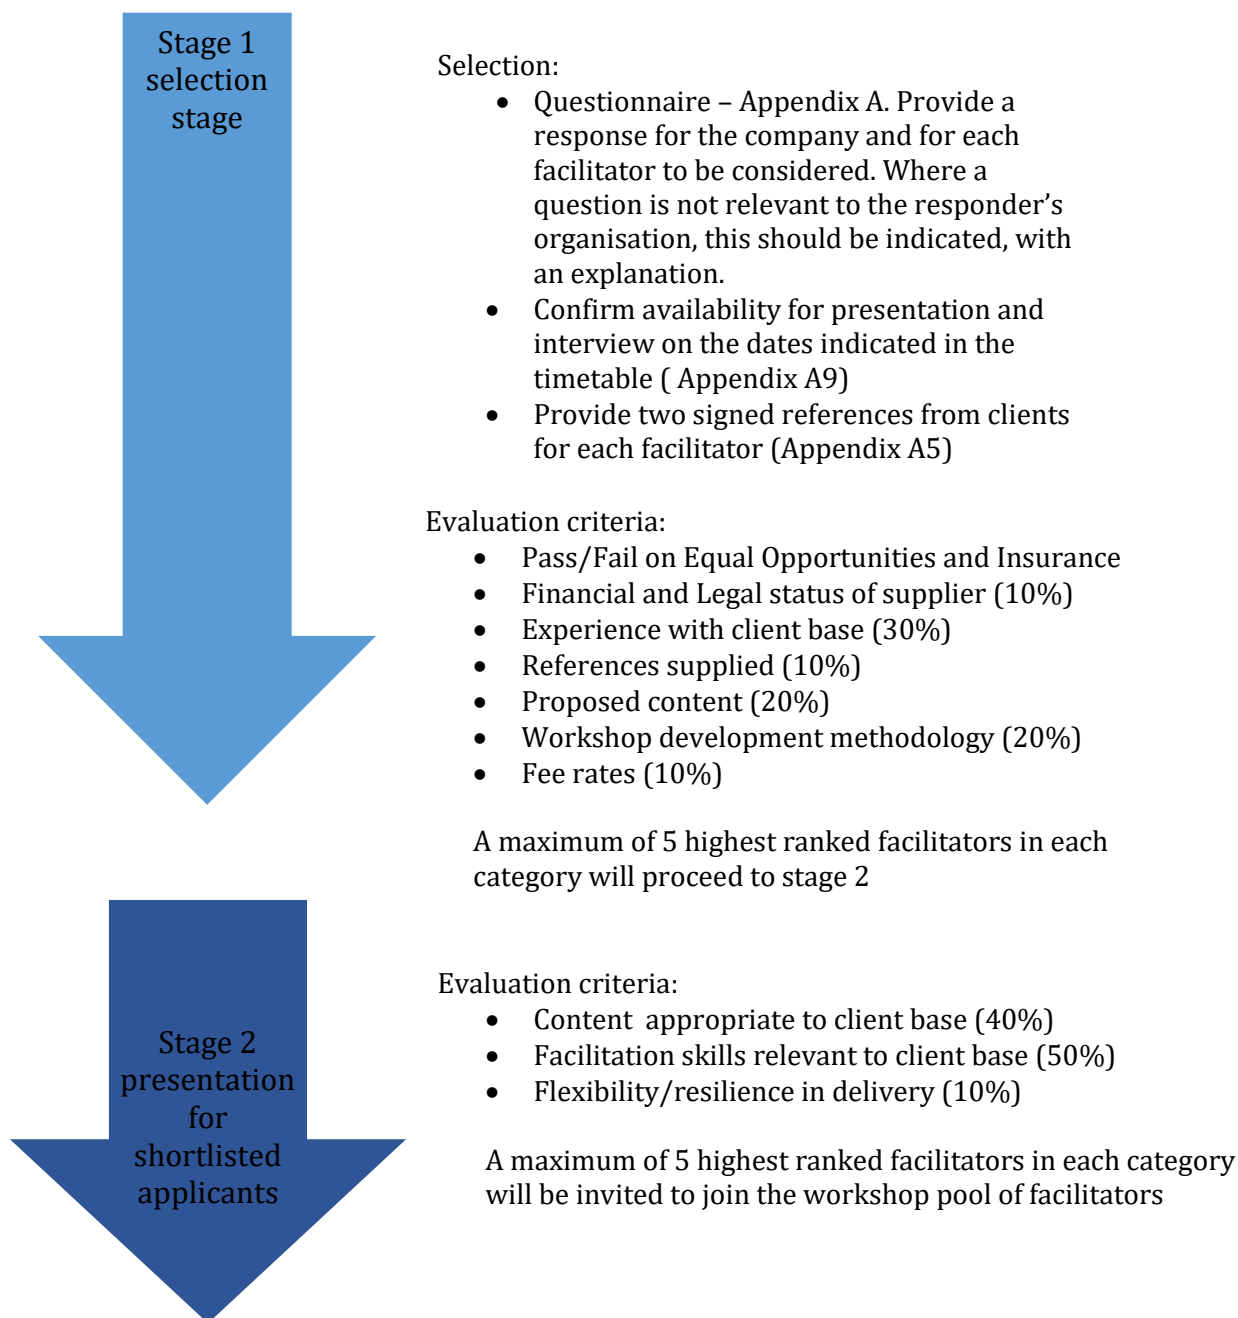 Stage 1
selection
stage
Selection:
• Questionnaire – Appendix A. Provide a
response for the company and for each
facilitator to be considered. Where a
question is not relevant to the responder’s
organisation, this should be indicated, with
an explanation.
• Confirm availability for presentation and
interview on the dates indicated in the
timetable ( Appendix A9)
• Provide two signed references from clients
for each facilitator (Appendix A5)
Evaluation criteria:
• Pass/Fail on Equal Opportunities and Insurance
• Financial and Legal status of supplier (10%)
• Experience with client base (30%)
• References supplied (10%)
• Proposed content (20%)
• Workshop development methodology (20%)
• Fee rates (10%)
A maximum of 5 highest ranked facilitators in each
category will proceed to stage 2
Stage 2
presentation
for
shortlisted
applicants
Evaluation criteria:
• Content  appropriate to client base (40%)
• Facilitation skills relevant to client base (50%)
• Flexibility/resilience in delivery (10%)
A maximum of 5 highest ranked facilitators in each category
will be invited to join the workshop pool of facilitators